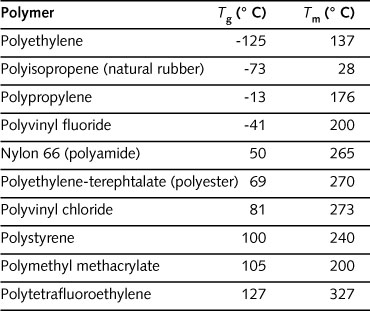 Polymer Tg (° C) Tm (° C)
Polyethylene -125 137
Polyisopropene (natural rubber) -73 28
Polypropylene -13 176
Polyvinyl fluoride -41 200
Nylon 66 (polyamide) 50 265
Polyethylene-terephtalate (polyester) 69 270
Polyvinyl chloride 81 273
Polystyrene 100 240
Polymethyl methacrylate 105 200
Polytetrafluoroethylene 127 327